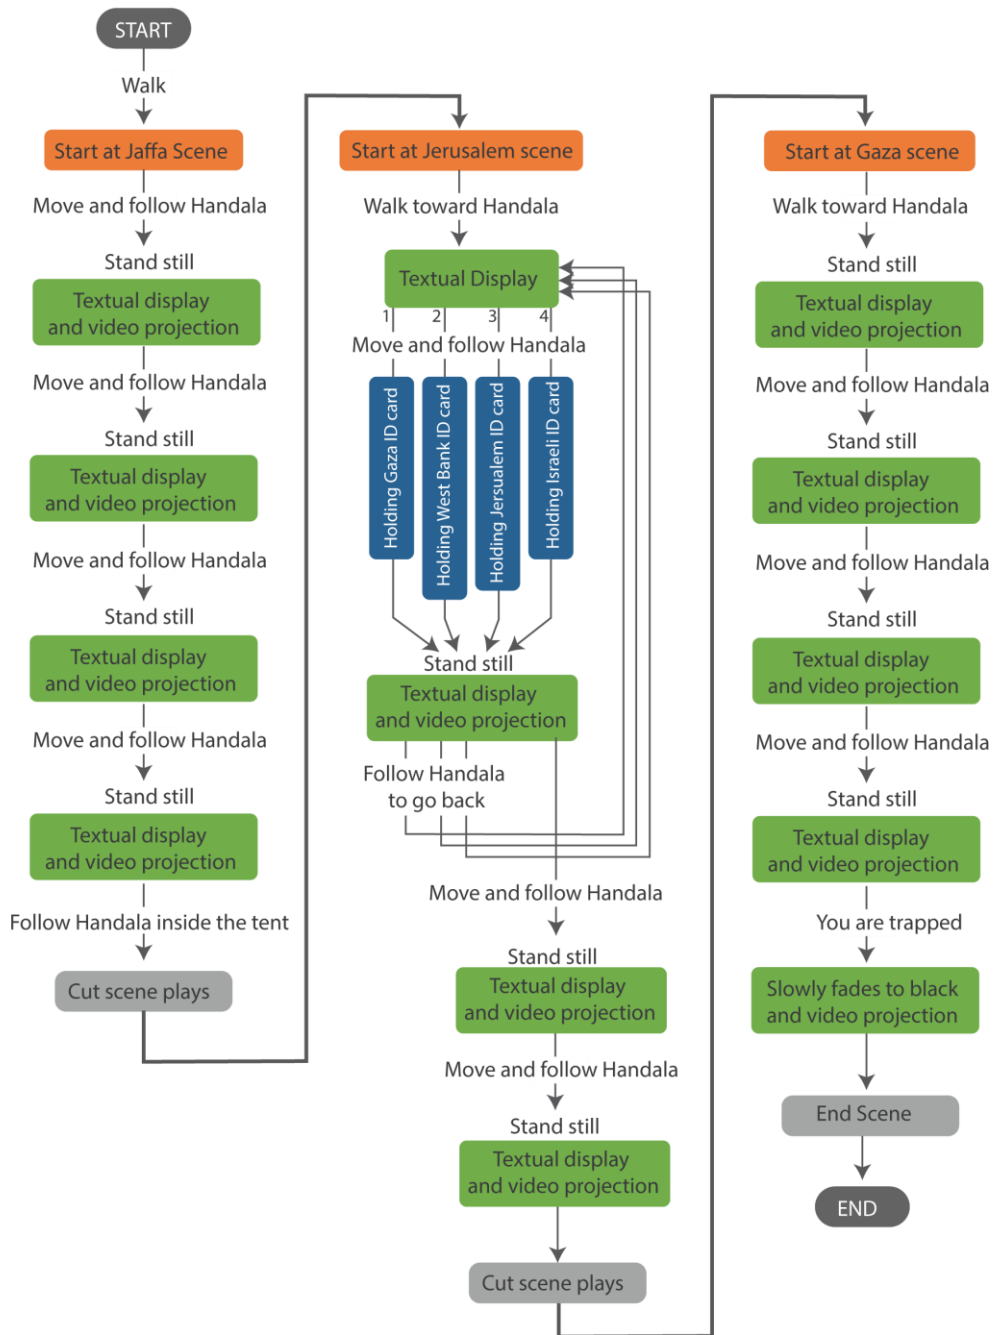 START
Walk
Start at Jaffa Scene
Move and follow Handala
Stand still
Textual display
and video projection
Move and follow Handala
Stand still
Textual display
and video projection
Move and follow Handala
Stand still
Textual display
and video projection
Move and follow Handala
Stand still
Textual display
and video projection
Follow Handala inside the tent
Cut scene plays
Start at Jerusalem scene
Walk toward Handala
Textual Display
1
2
3
4
Move and follow Handala
Holding Gaza ID card
Holding West Bank ID card
Holding Jersualem ID card
Holding Israeli ID card
Stand still
Textual display
and video projection
Follow Handala
to go back
Move and follow Handala
Stand still
Textual display
and video projection
Move and follow Handala
Stand still
Textual display
and video projection
Cut scene plays
Start at Gaza scene
Walk toward Handala
Stand still
Textual display
and video projection
Move and follow Handala
Stand still
Textual display
and video projection
Move and follow Handala
Stand still
Textual display
and video projection
Move and follow Handala
Stand still
Textual display
and video projection
You are trapped
Slowly fades to black
and video projection
End Scene
END